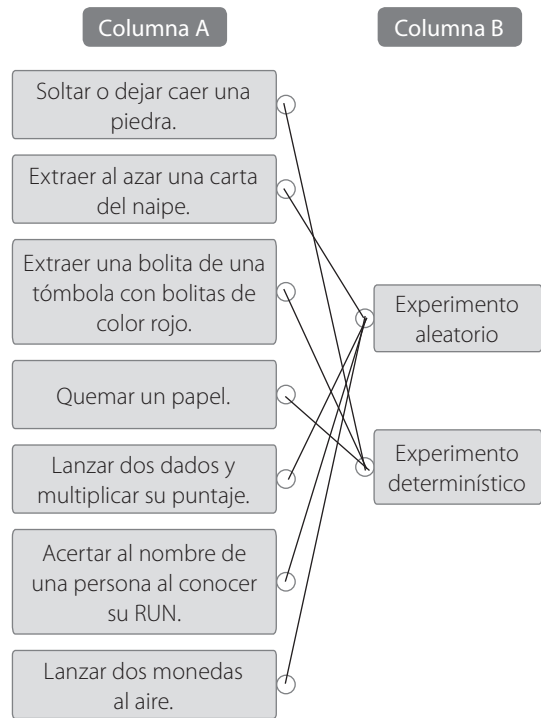 Columna A
Columna B
Soltar o dejar caer una
piedra.
Extraer al azar una carta
del naipe.
Extraer una bolita de una
tómbola con bolitas de
color rojo.
Quemar un papel.
Lanzar dos dados y
multiplicar su puntaje.
Acertar al nombre de
una persona al conocer
su RUN.
Lanzar dos monedas
al aire.
Experimento
aleatorio
Experimento
determinístico